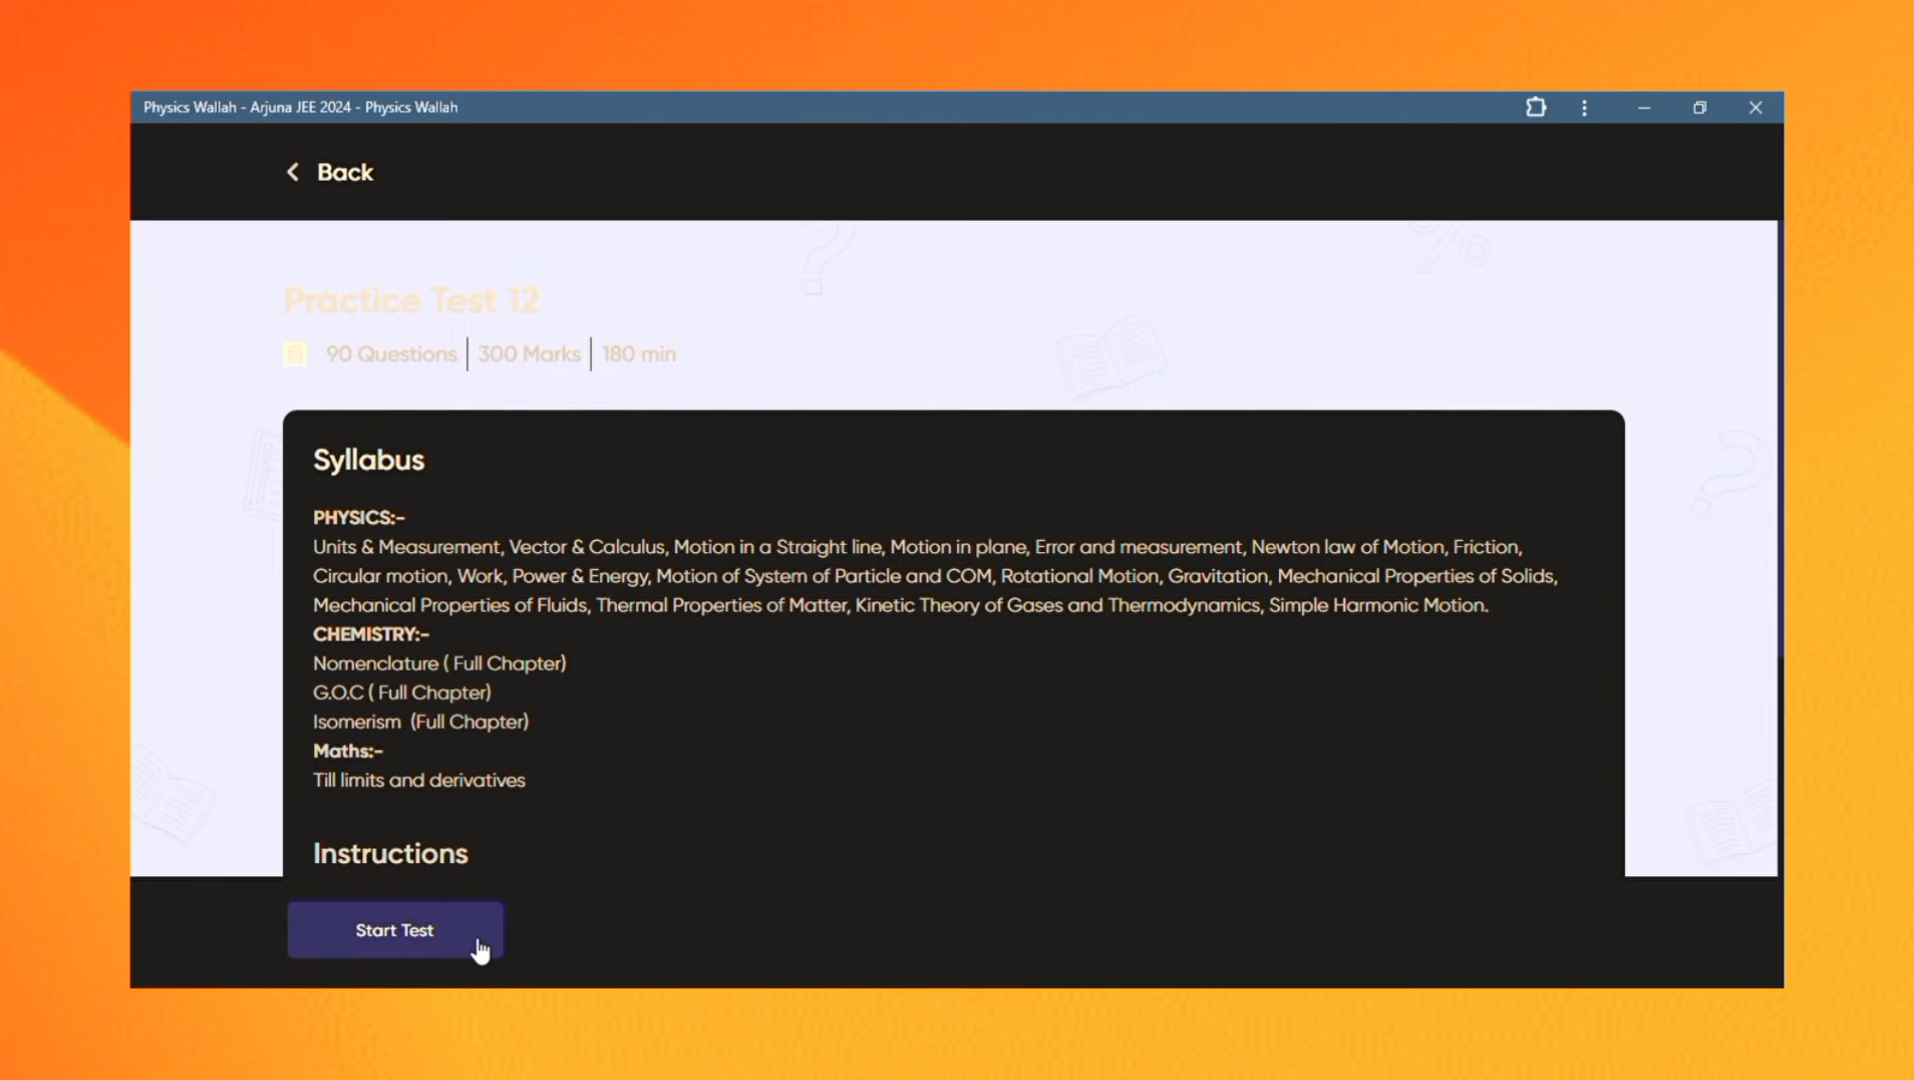 Physics Wallah - Arjuna JEE 2024 - Physics Wallah
Back
Practice Test 12
90 Questions 300 Marks 180 min
Syllabus
PHYSICS:-
Units & Measurement, Vector & Calculus, Motion in a Straight line, Motion in plane, Error and measurement, Newton law of Motion, Friction,
Circular motion, Work, Power & Energy, Motion of System of Particle and COM, Rotational Motion, Gravitation, Mechanical Properties of Solids,
Mechanical Properties of Fluids, Thermal Properties of Matter, Kinetic Theory of Gases and Thermodynamics, Simple Harmonic Motion.
CHEMISTRY:-
Nomenclature ( Full Chapter)
G.O.C ( Full Chapter)
Isomerism (Full Chapter)
Maths:-
Till limits and derivatives
Instructions
Start Test